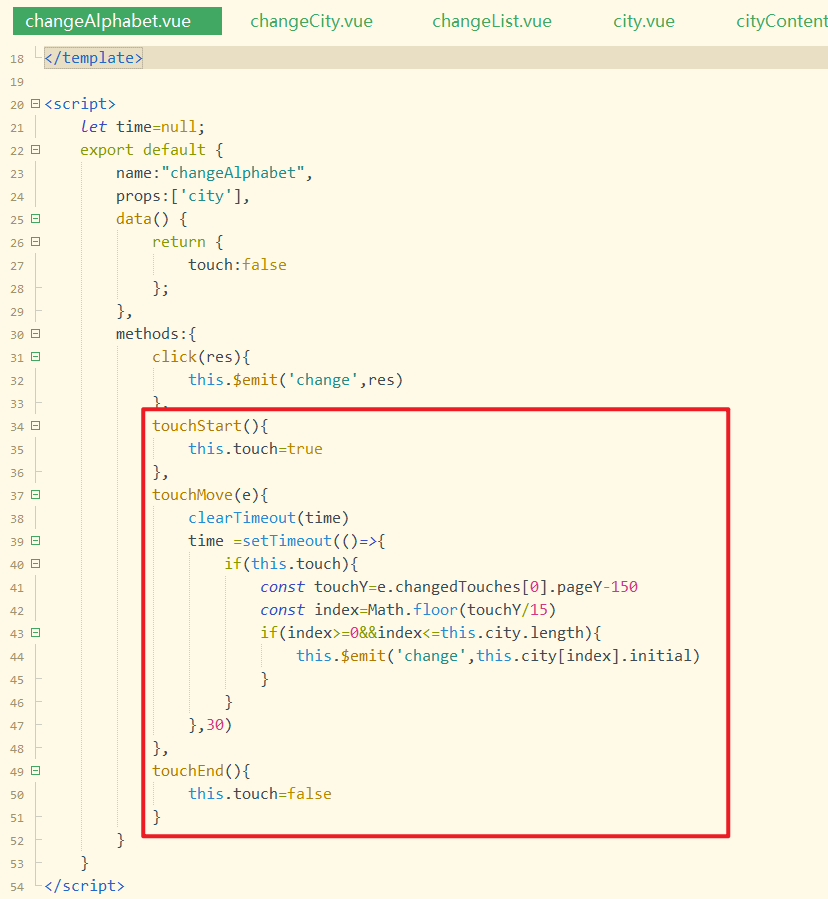 changeAlphabet.vue changeCity.vue changeList.vue city.vue cityContent
18 </template>
19
20 <script>
21 let time=null;
22 export default {
23 name:"changeAlphabet",
24 props:['city'],
25 data() {
26 return {
27 touch:false
28 };
29 },
30 methods:{
31 click(res){
32 this.$emit('change',res)
33 },
34 touchStart(){
35 this.touch=true
36 },
37 touchMove(e){
38 clearTimeout(time)
39 time =setTimeout(()=>{
40 if(this.touch){
41 const touchY=e.changedTouches[0].pageY-150
42 const index=Math.floor(touchY/15)
43 if(index>=0&&index<=this.city.length){
44 this.$emit('change',this.city[index].initial)
45 }
46 }
47 },30)
48 },
49 touchEnd(){
50 this.touch=false
51 }
52 }
53 }
54 </script>